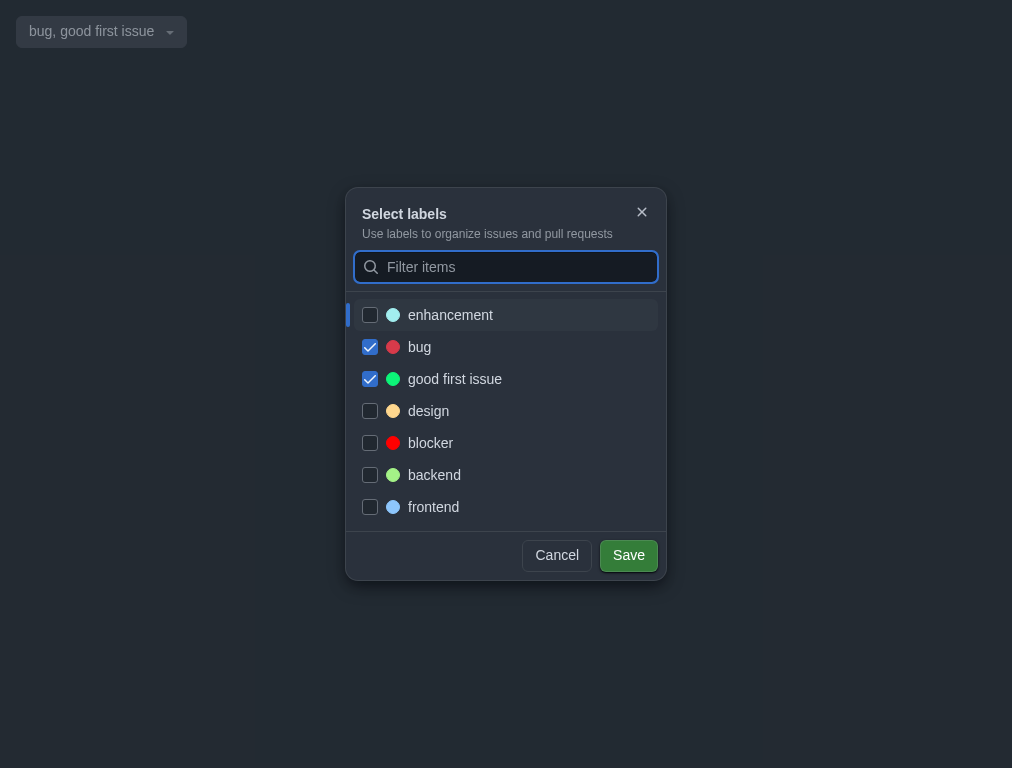 bug, good first issue
Select labels
Use labels to organize issues and pull requests
Filter items
enhancement
bug
good first issue
design
blocker
backend
frontend
Cancel
Save